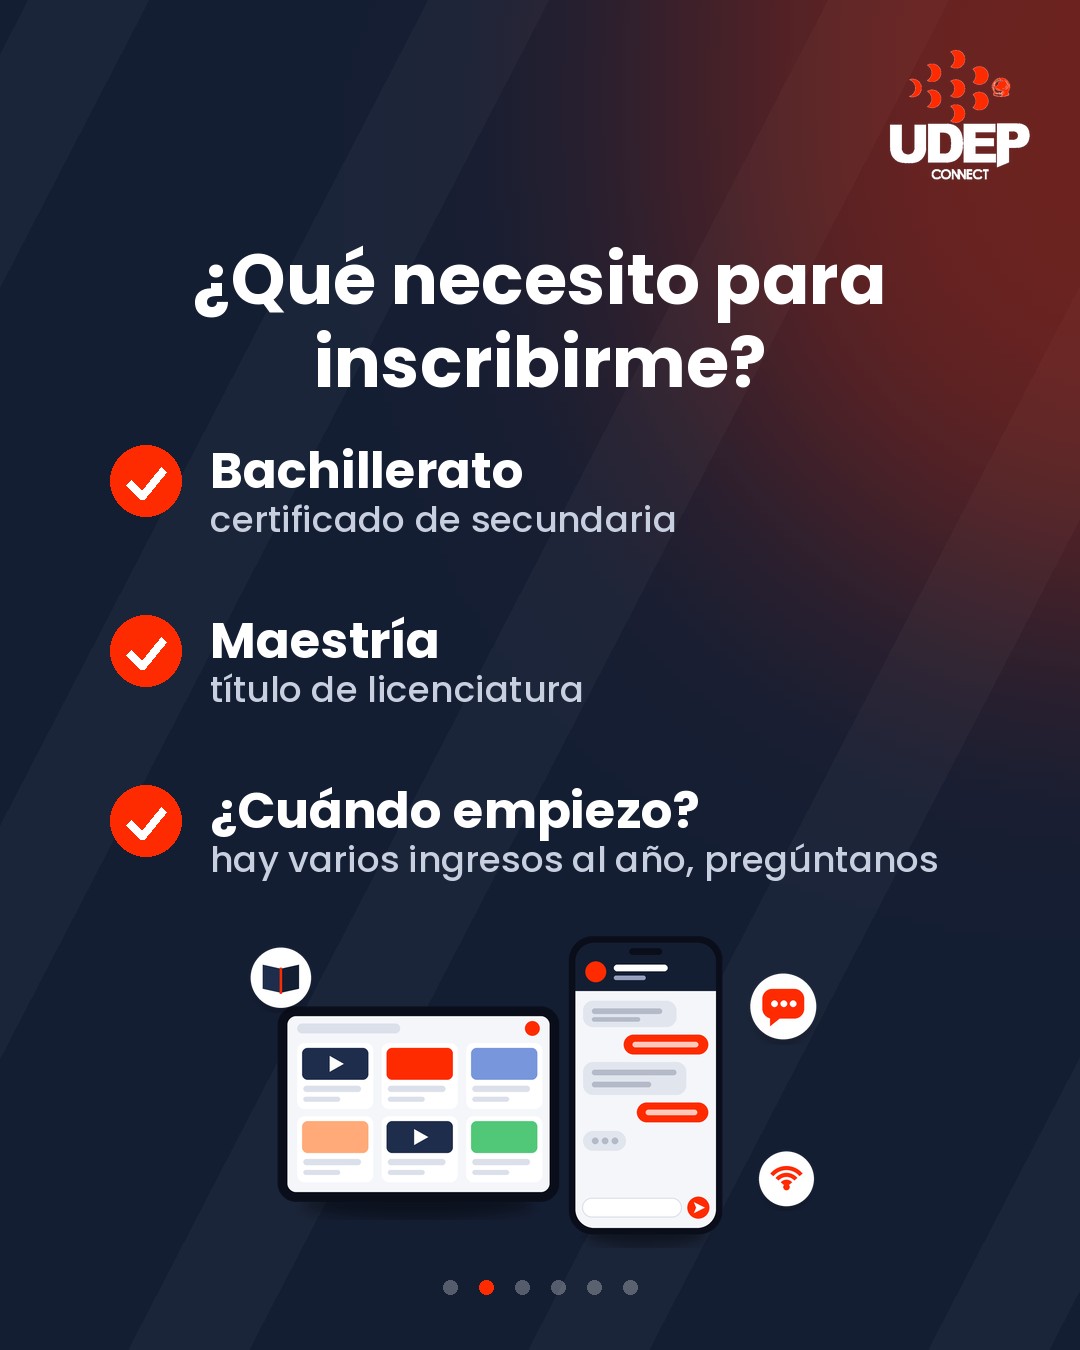 UDEP
CONNECT
¿Qué necesito para
inscribirme?
Bachillerato
certificado de secundaria
Maestría
título de licenciatura
¿Cuándo empiezo?
hay varios ingresos al año, pregúntanos